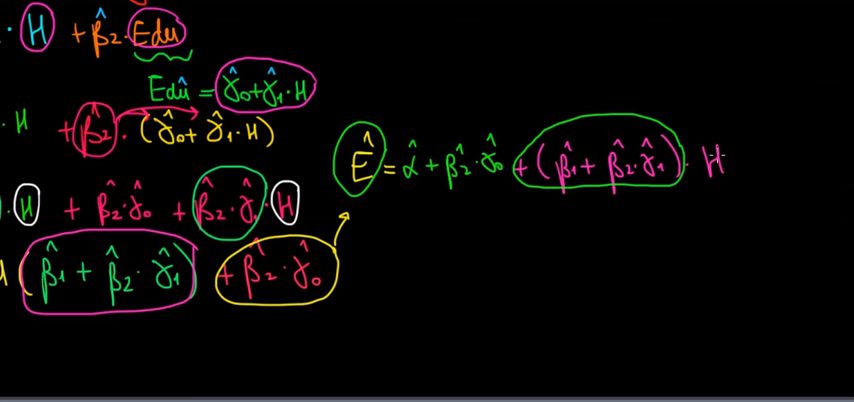 · H + β̂₂ · Edu
Edû = γ̂₀ + γ̂₁ · H
· H + β̂₂ · (γ̂₀ + γ̂₁ · H)
Ê = α̂ + β̂₂ · γ̂₀ + (β̂₁ + β̂₂ · γ̂₁) · H
· H + β̂₂ · γ̂₀ + β̂₂ · γ̂₁ · H
(β̂₁ + β̂₂ · γ̂₁) + β̂₂ · γ̂₀